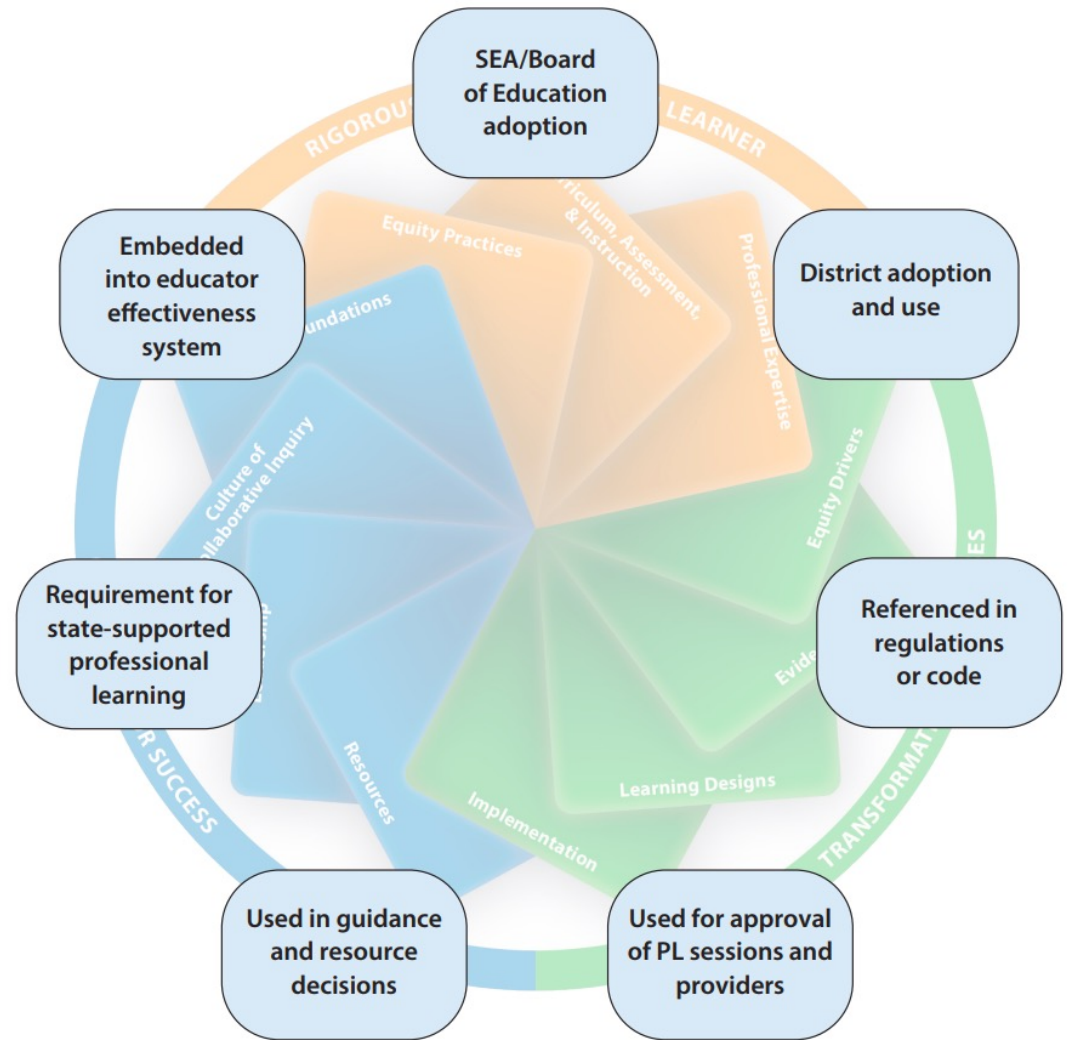 SEA/Board
of Education
adoption
RIGOROUS
LEARNER
Embedded
into educator
effectiveness
system
Equity Practices
& Instruction
Professional Expertise
District adoption
and use
Culture of
Equity Drivers
Requirement for
state-supported
professional
learning
Referenced in
regulations
or code
Resources
Implementation
Learning Designs
SUCCESS
Used in guidance
and resource
decisions
Used for approval
of PL sessions and
providers